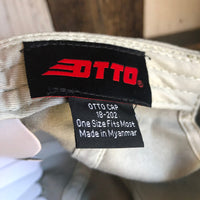 OTTO®
OTTO CAP
18-202
One Size Fits Most
Made in Myanmar